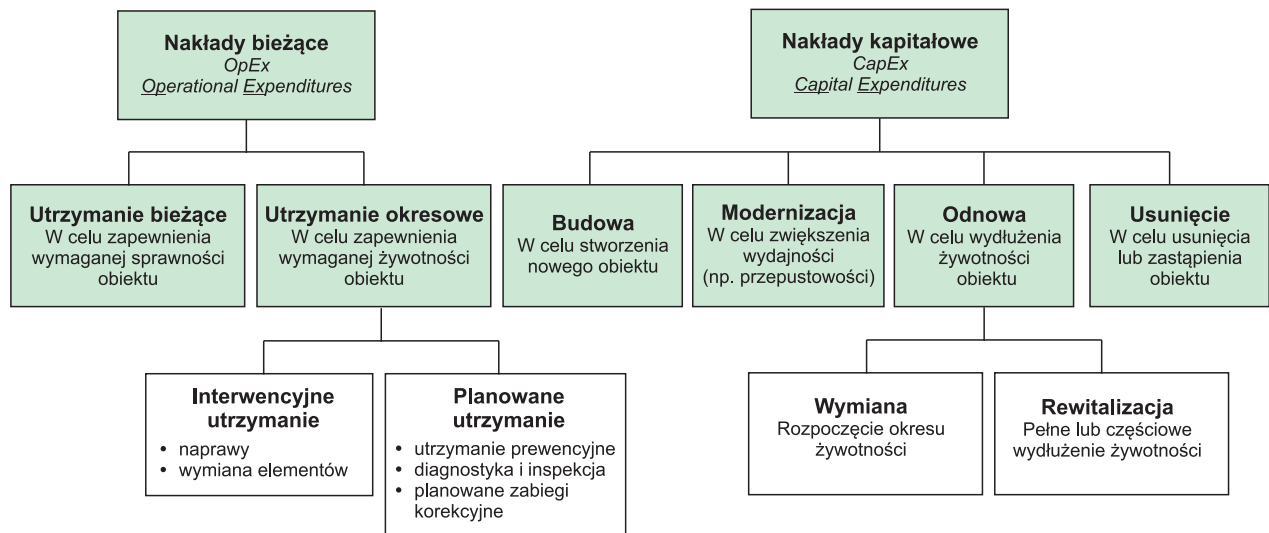 Nakłady bieżące
OpEx
Operational Expenditures
Nakłady kapitałowe
CapEx
Capital Expenditures
Utrzymanie bieżące
W celu zapewnienia
wymaganej sprawności
obiektu
Utrzymanie okresowe
W celu zapewnienia
wymaganej żywotności
obiektu
Budowa
W celu stworzenia
nowego obiektu
Modernizacja
W celu zwiększenia
wydajności
(np. przepustowości)
Odnowa
W celu wydłużenia
żywotności
obiektu
Usunięcie
W celu usunięcia
lub zastąpienia
obiektu
Interwencyjne
utrzymanie
• naprawy
• wymiana elementów
Planowane
utrzymanie
• utrzymanie prewencyjne
• diagnostyka i inspekcja
• planowane zabiegi
korekcyjne
Wymiana
Rozpoczęcie okresu
żywotności
Rewitalizacja
Pełne lub częściowe
wydłużenie żywotności